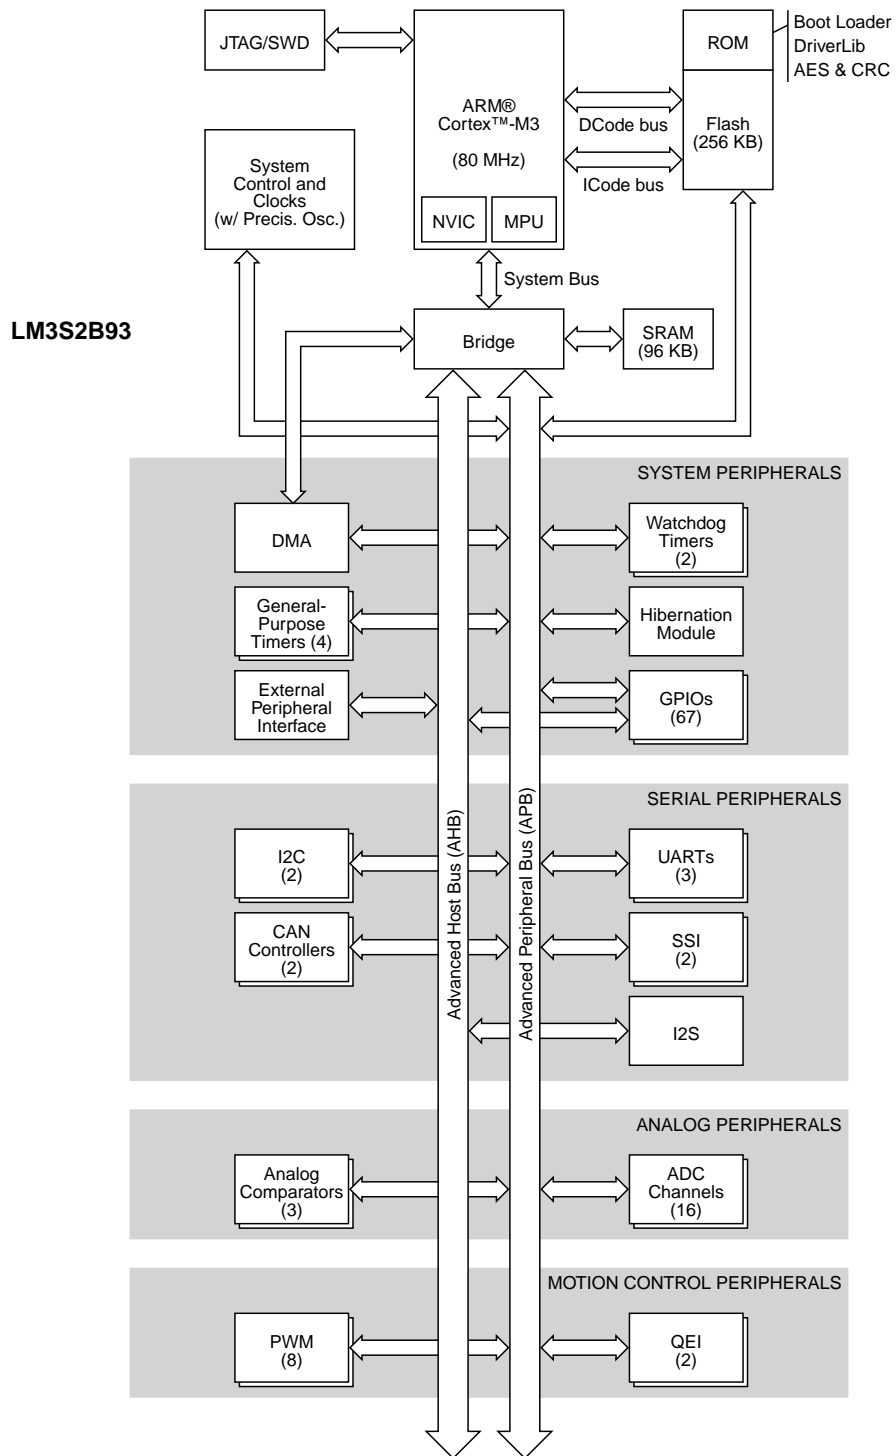 JTAG/SWD
ARM®
Cortex™-M3
(80 MHz)
NVIC
MPU
ROM
Boot Loader
DriverLib
AES & CRC
Flash
(256 KB)
DCode bus
ICode bus
System
Control and
Clocks
(w/ Precis. Osc.)
System Bus
LM3S2B93
Bridge
SRAM
(96 KB)
SYSTEM PERIPHERALS
DMA
Watchdog
Timers
(2)
General-
Purpose
Timers (4)
Hibernation
Module
External
Peripheral
Interface
GPIOs
(67)
Advanced Host Bus (AHB)
Advanced Peripheral Bus (APB)
SERIAL PERIPHERALS
I2C
(2)
UARTs
(3)
CAN
Controllers
(2)
SSI
(2)
I2S
ANALOG PERIPHERALS
Analog
Comparators
(3)
ADC
Channels
(16)
MOTION CONTROL PERIPHERALS
PWM
(8)
QEI
(2)